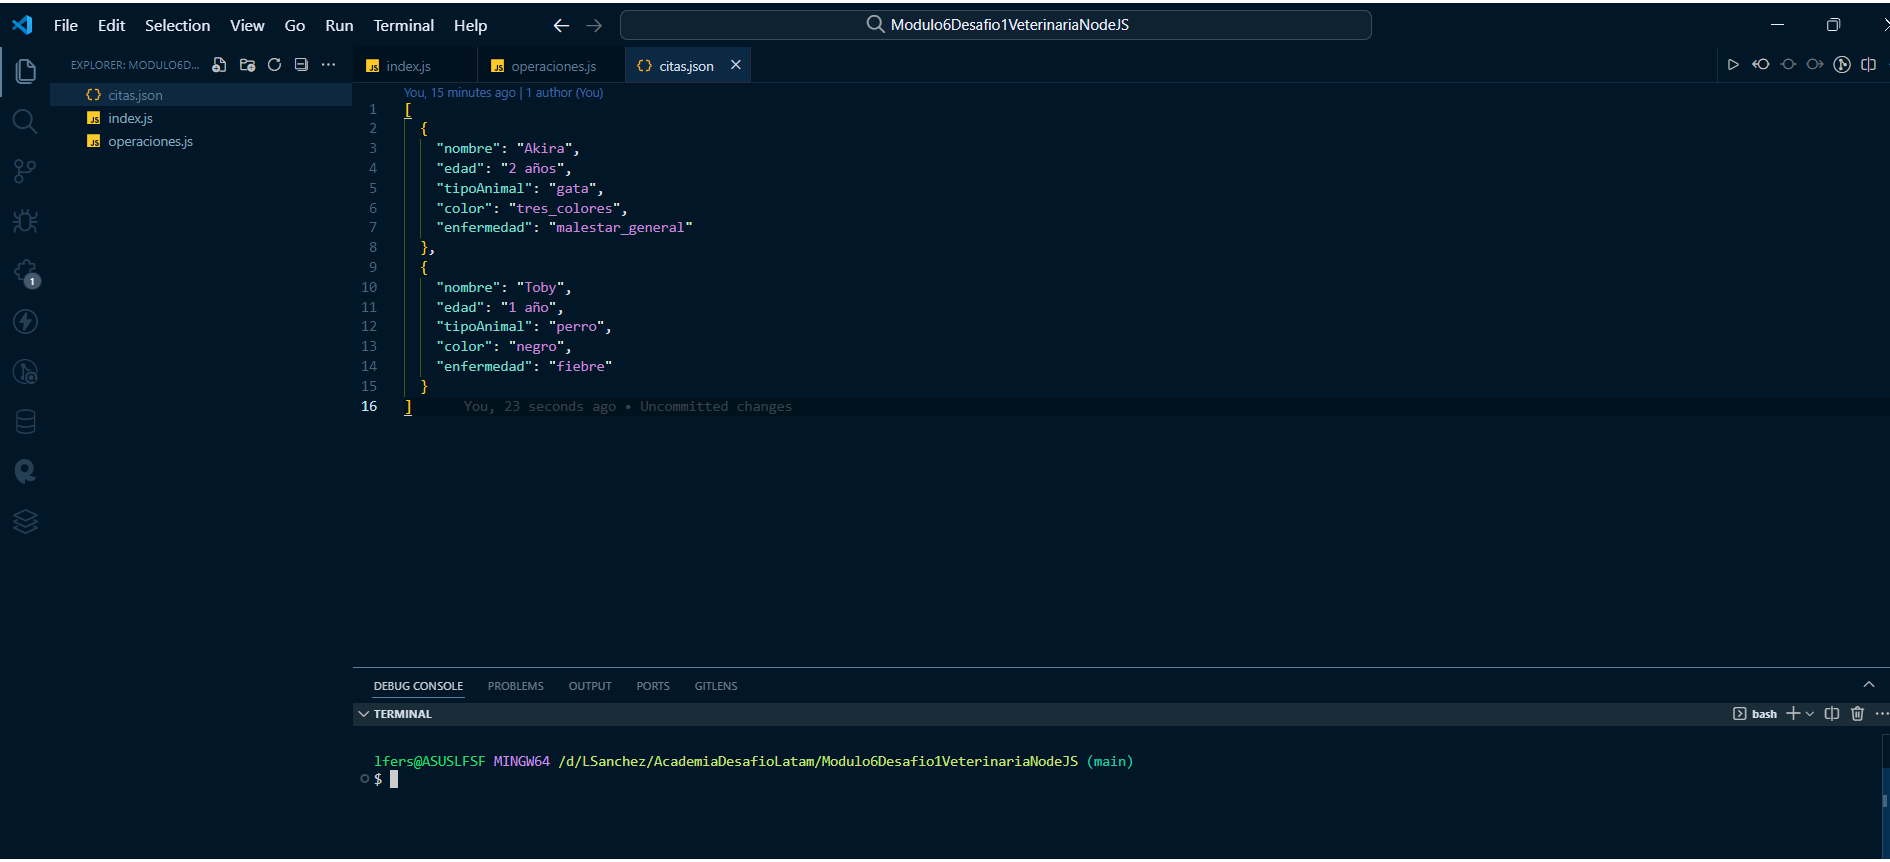 File Edit Selection View Go Run Terminal Help
Modulo6Desafio1VeterinariaNodeJS
EXPLORER: MODULO6D...
citas.json
index.js
operaciones.js
1
index.js operaciones.js citas.json
You, 15 minutes ago | 1 author (You)
1 [
2 {
3 "nombre": "Akira",
4 "edad": "2 años",
5 "tipoAnimal": "gata",
6 "color": "tres_colores",
7 "enfermedad": "malestar_general"
8 },
9 {
10 "nombre": "Toby",
11 "edad": "1 año",
12 "tipoAnimal": "perro",
13 "color": "negro",
14 "enfermedad": "fiebre"
15 }
16 ] You, 23 seconds ago • Uncommitted changes
DEBUG CONSOLE PROBLEMS OUTPUT PORTS GITLENS
TERMINAL
bash
lfers@ASUSLFSF MINGW64 /d/LSanchez/AcademiaDesafioLatam/Modulo6Desafio1VeterinariaNodeJS (main)
$